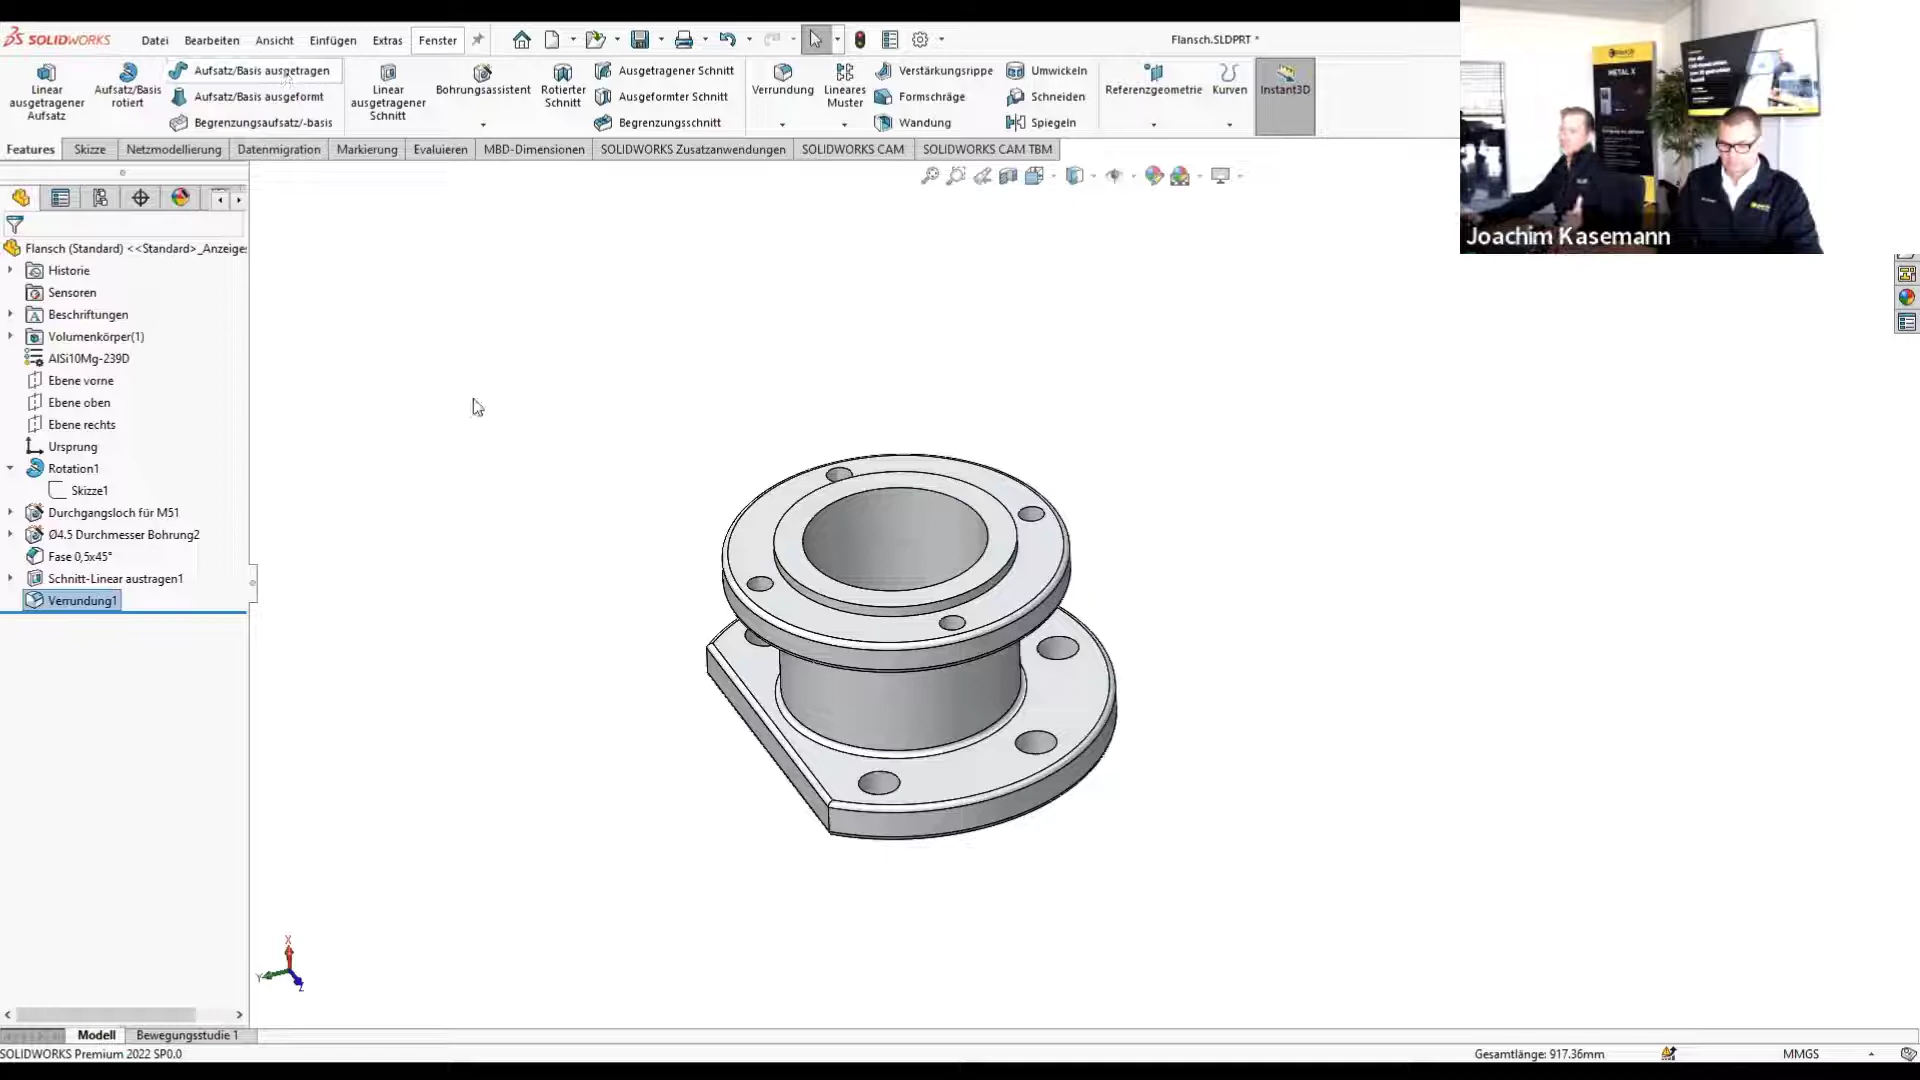 SOLIDWORKS
Datei
Bearbeiten
Ansicht
Einfügen
Extras
Fenster
Flansch.SLDPRT *
Linear ausgetragener Aufsatz
Aufsatz/Basis rotiert
Aufsatz/Basis ausgetragen
Aufsatz/Basis ausgeformt
Begrenzungsaufsatz/-basis
Linear ausgetragener Schnitt
Bohrungsassistent
Rotierter Schnitt
Ausgetragener Schnitt
Ausgeformter Schnitt
Begrenzungsschnitt
Verrundung
Lineares Muster
Verstärkungsrippe
Formschräge
Wandung
Umwickeln
Schneiden
Spiegeln
Referenzgeometrie
Kurven
Instant3D
Features
Skizze
Netzmodellierung
Datenmigration
Markierung
Evaluieren
MBD-Dimensionen
SOLIDWORKS Zusatzanwendungen
SOLIDWORKS CAM
SOLIDWORKS CAM TBM
METAL X
Joachim Kasemann
Flansch (Standard) <<Standard>_Anzeiges
Historie
Sensoren
Beschriftungen
Volumenkörper(1)
AlSi10Mg-239D
Ebene vorne
Ebene oben
Ebene rechts
Ursprung
Rotation1
Skizze1
Durchgangsloch für M51
Ø4.5 Durchmesser Bohrung2
Fase 0,5x45°
Schnitt-Linear austragen1
Verrundung1
X
Y
Z
Modell
Bewegungsstudie 1
SOLIDWORKS Premium 2022 SP0.0
Gesamtlänge: 917.36mm
MMGS